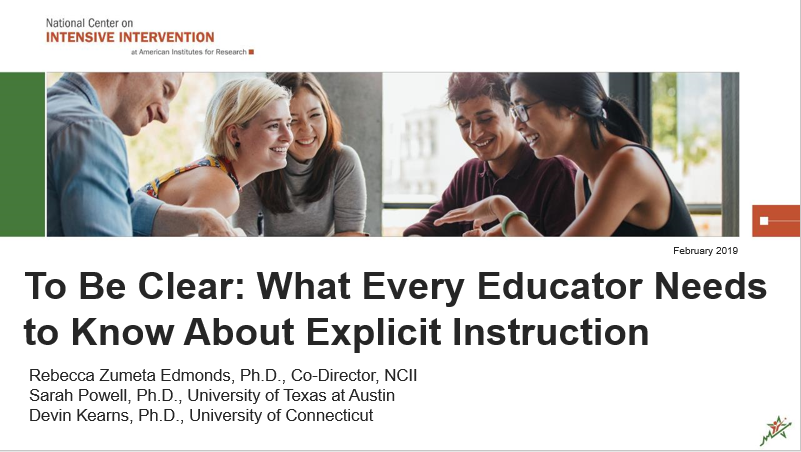 National Center on
INTENSIVE INTERVENTION
at American Institutes for Research
February 2019
To Be Clear: What Every Educator Needs
to Know About Explicit Instruction
Rebecca Zumeta Edmonds, Ph.D., Co-Director, NCII
Sarah Powell, Ph.D., University of Texas at Austin
Devin Kearns, Ph.D., University of Connecticut